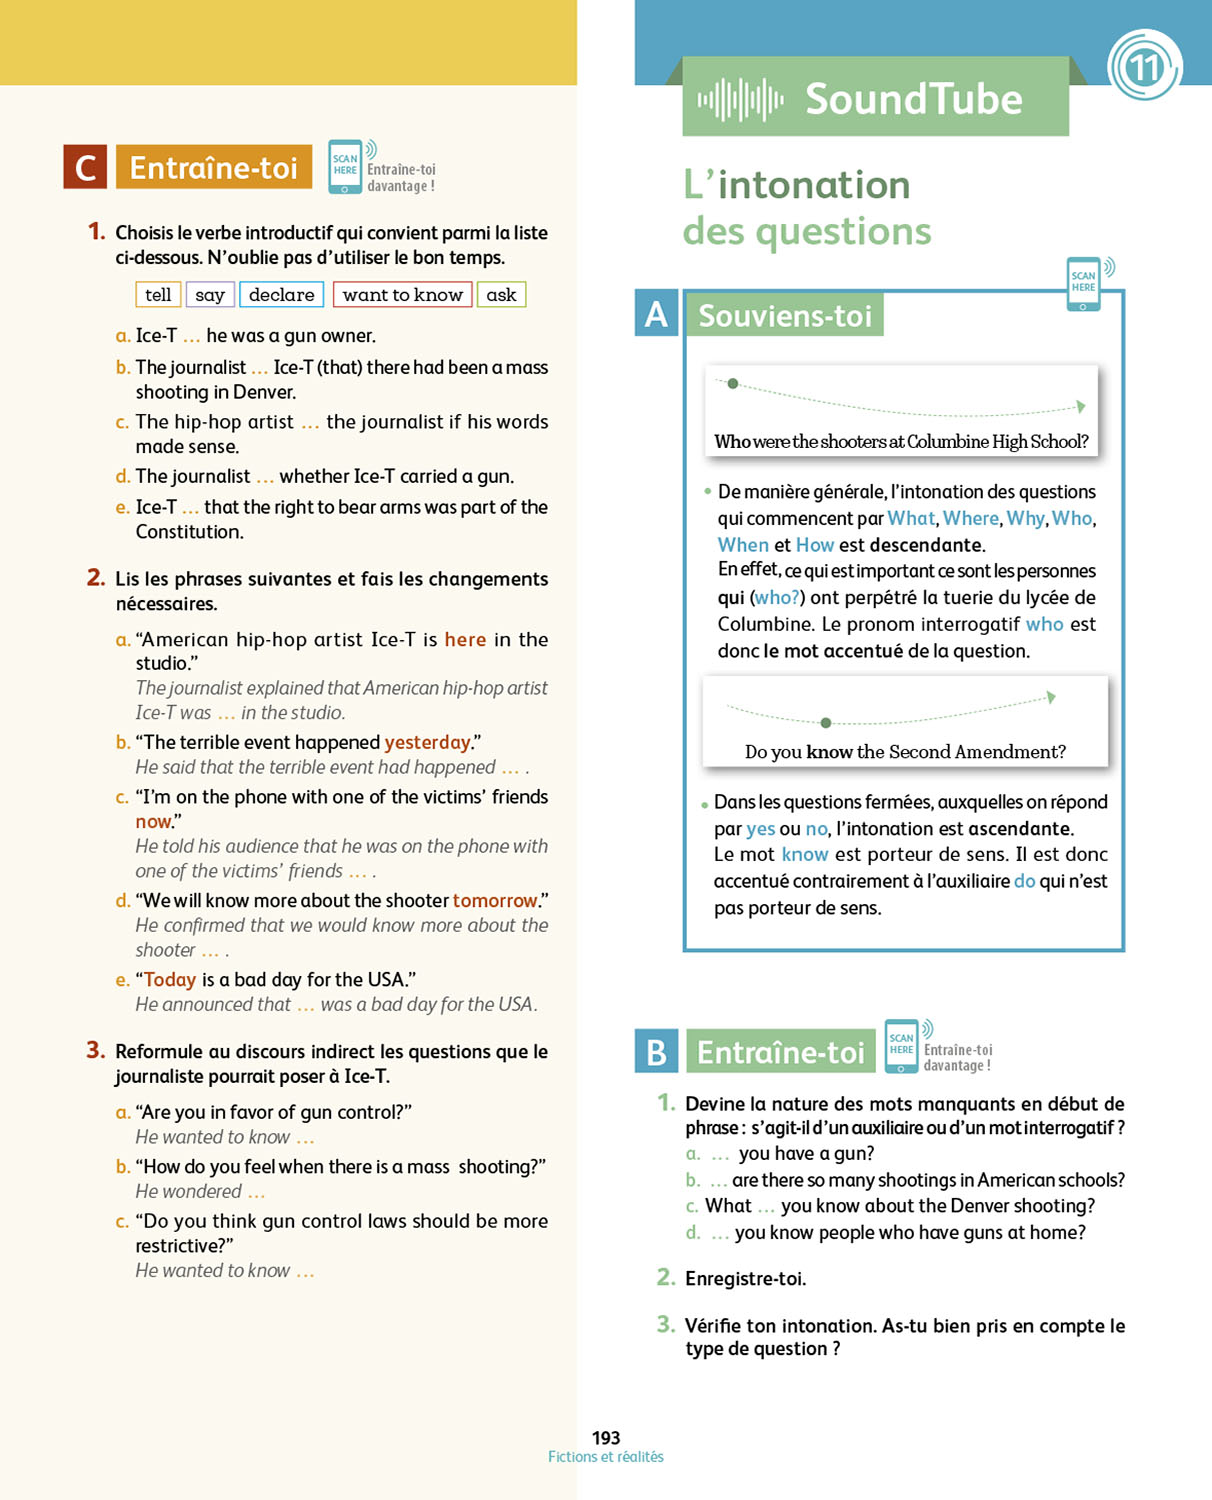 C Entraîne-toi
SCAN
HERE
Entraîne-toi
davantage !
1. Choisis le verbe introductif qui convient parmi la liste
ci-dessous. N'oublie pas d'utiliser le bon temps.
tell say declare want to know ask
a. Ice-T ... he was a gun owner.
b. The journalist ... Ice-T (that) there had been a mass
shooting in Denver.
c. The hip-hop artist ... the journalist if his words
made sense.
d. The journalist ... whether Ice-T carried a gun.
e. Ice-T ... that the right to bear arms was part of the
Constitution.
2. Lis les phrases suivantes et fais les changements
nécessaires.
a. “American hip-hop artist Ice-T is here in the
studio.”
The journalist explained that American hip-hop artist
Ice-T was ... in the studio.
b. “The terrible event happened yesterday.”
He said that the terrible event had happened ... .
c. “I'm on the phone with one of the victims' friends
now.”
He told his audience that he was on the phone with
one of the victims' friends ... .
d. “We will know more about the shooter tomorrow.”
He confirmed that we would know more about the
shooter ... .
e. “Today is a bad day for the USA.”
He announced that ... was a bad day for the USA.
3. Reformule au discours indirect les questions que le
journaliste pourrait poser à Ice-T.
a. “Are you in favor of gun control?”
He wanted to know ...
b. “How do you feel when there is a mass shooting?”
He wondered ...
c. “Do you think gun control laws should be more
restrictive?”
He wanted to know ...
11
SoundTube
L'intonation
des questions
SCAN
HERE
A Souviens-toi
Who were the shooters at Columbine High School?
• De manière générale, l'intonation des questions
qui commencent par What, Where, Why, Who,
When et How est descendante.
En effet, ce qui est important ce sont les personnes
qui (who?) ont perpétré la tuerie du lycée de
Columbine. Le pronom interrogatif who est
donc le mot accentué de la question.
Do you know the Second Amendment?
• Dans les questions fermées, auxquelles on répond
par yes ou no, l'intonation est ascendante.
Le mot know est porteur de sens. Il est donc
accentué contrairement à l'auxiliaire do qui n'est
pas porteur de sens.
B Entraîne-toi
SCAN
HERE
Entraîne-toi
davantage !
1. Devine la nature des mots manquants en début de
phrase : s'agit-il d'un auxiliaire ou d'un mot interrogatif ?
a. ... you have a gun?
b. ... are there so many shootings in American schools?
c. What ... you know about the Denver shooting?
d. ... you know people who have guns at home?
2. Enregistre-toi.
3. Vérifie ton intonation. As-tu bien pris en compte le
type de question ?
193
Fictions et réalités